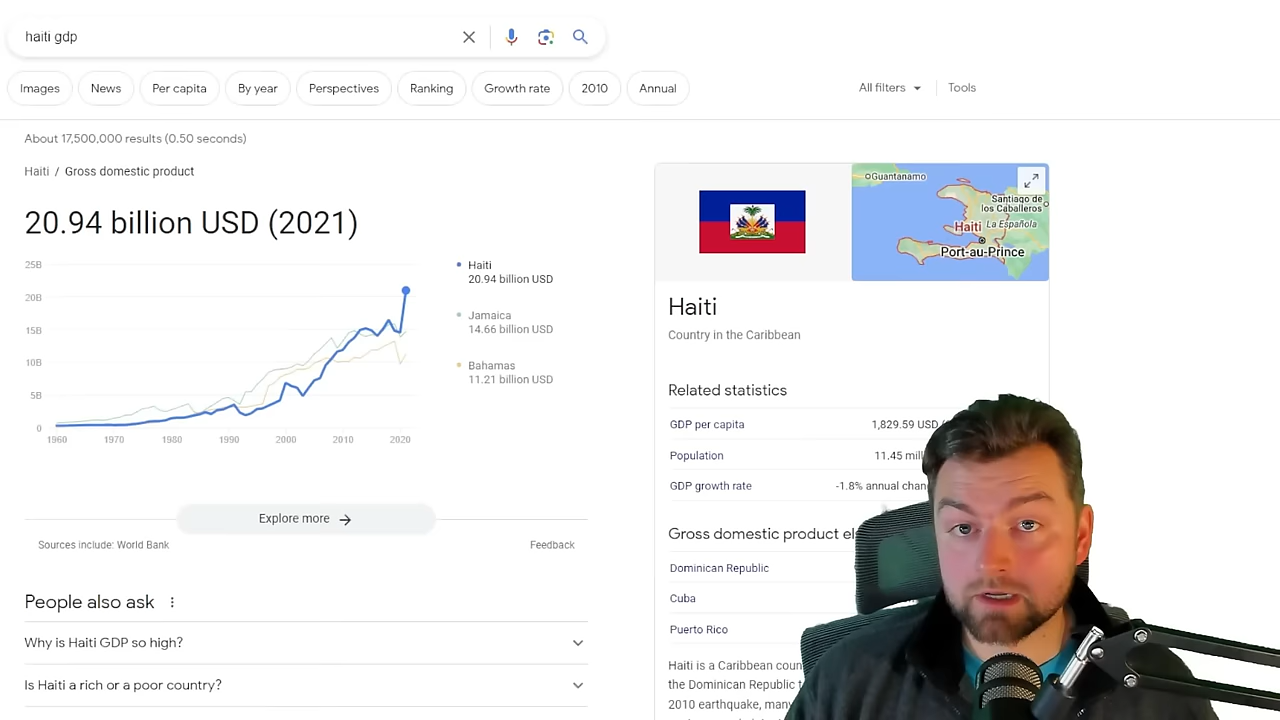 haiti gdp
Images
News
Per capita
By year
Perspectives
Ranking
Growth rate
2010
Annual
All filters
Tools
About 17,500,000 results (0.50 seconds)
Haiti / Gross domestic product
20.94 billion USD (2021)
25B
20B
15B
10B
5B
0
1960
1970
1980
1990
2000
2010
2020
Haiti
20.94 billion USD
Jamaica
14.66 billion USD
Bahamas
11.21 billion USD
Explore more
Sources include: World Bank
Feedback
People also ask
Why is Haiti GDP so high?
Is Haiti a rich or a poor country?
Guantanamo
Santiago de
los Caballeros
Haiti
La Española
Port-au-Prince
Haiti
Country in the Caribbean
Related statistics
GDP per capita
1,829.59 USD
Population
11.45 mill
GDP growth rate
-1.8% annual chan
Gross domestic product el
Dominican Republic
Cuba
Puerto Rico
Haiti is a Caribbean coun
the Dominican Republic t
2010 earthquake, many